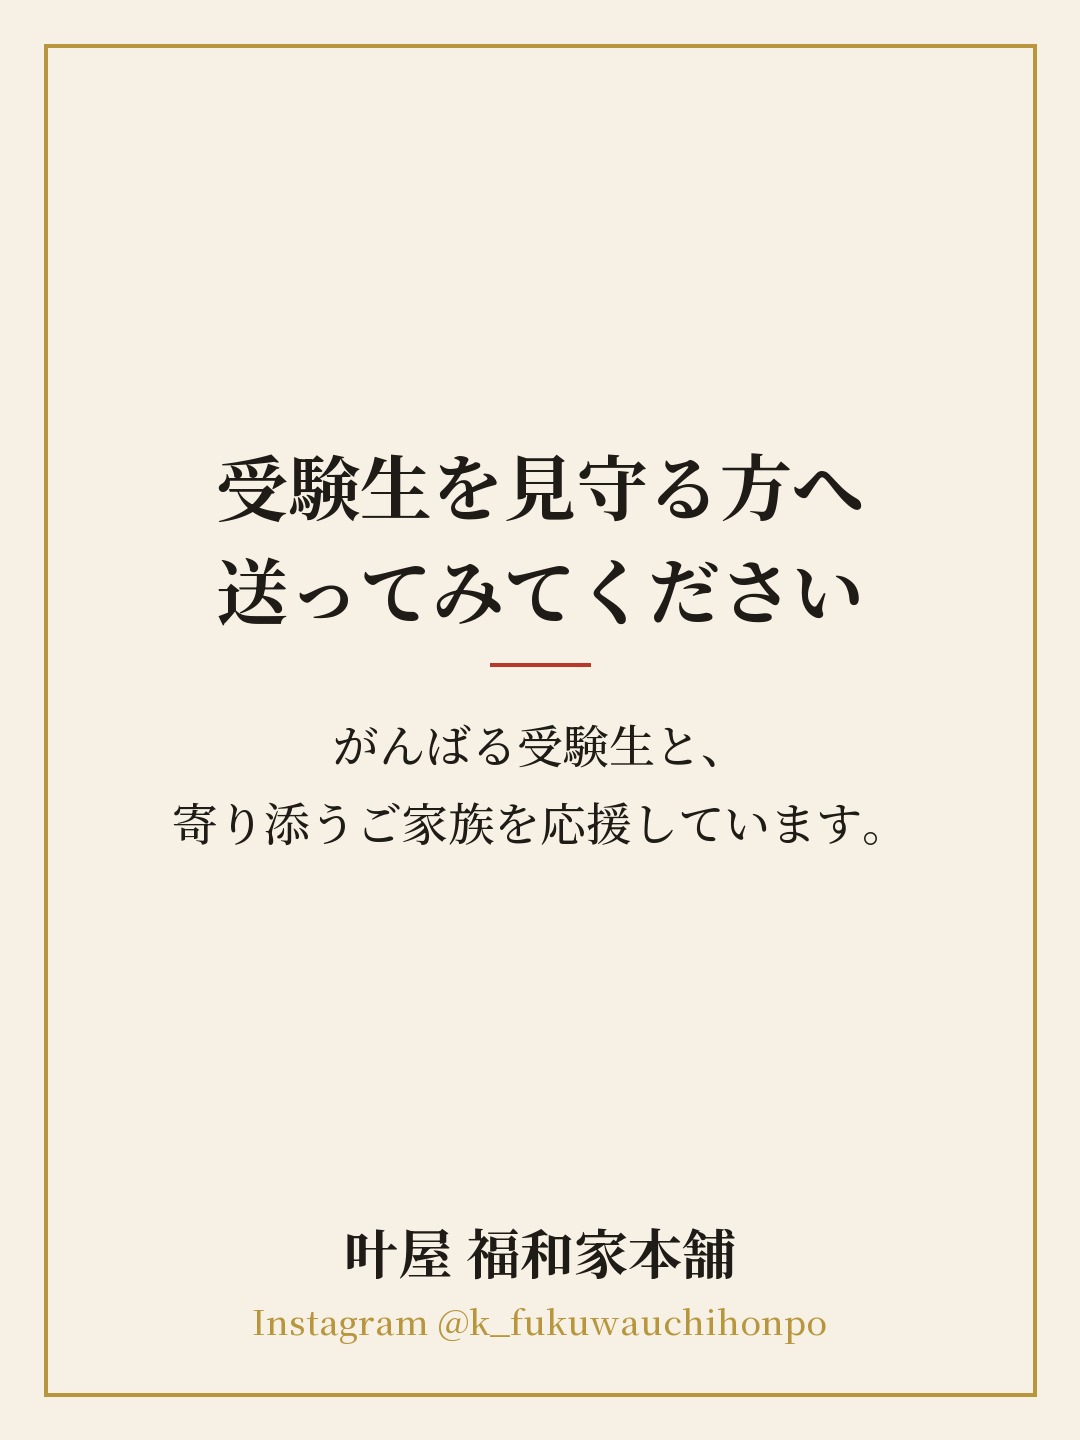 受験生を見守る方へ
送ってみてください
がんばる受験生と、
寄り添うご家族を応援しています。
叶屋 福和家本舗
Instagram @k_fukuwauchihonpo